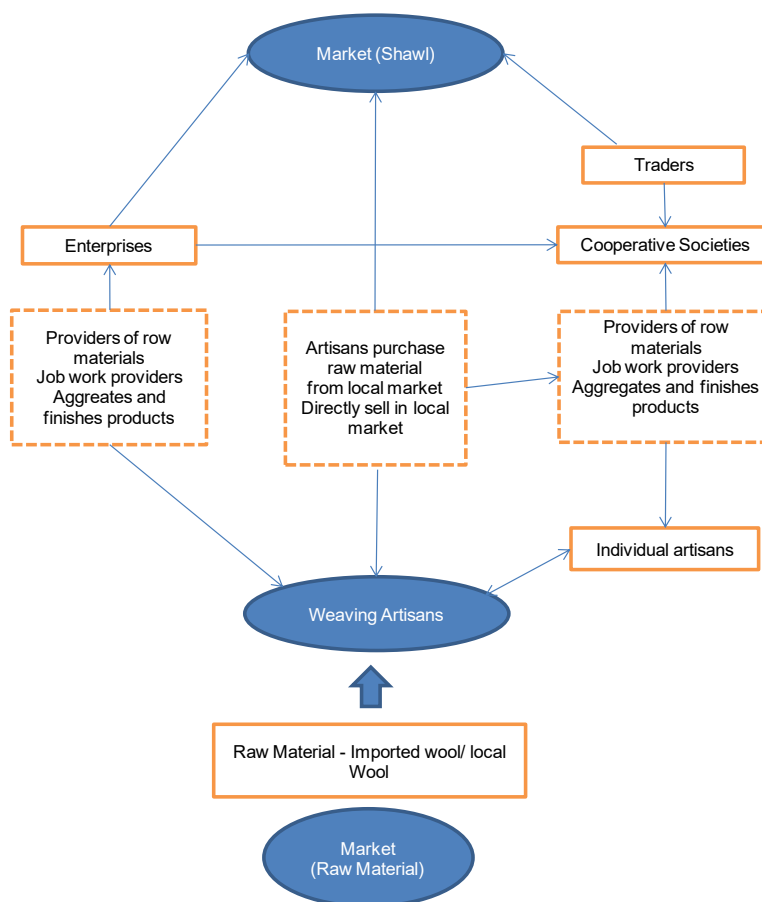 Market (Shawl)
Traders
Enterprises
Cooperative Societies
Providers of row
materials
Job work providers
Aggreates and
finishes products
Artisans purchase
raw material
from local market
Directly sell in local
market
Providers of row
materials
Job work providers
Aggregates and finishes
products
Individual artisans
Weaving Artisans
Raw Material - Imported wool/ local
Wool
Market
(Raw Material)